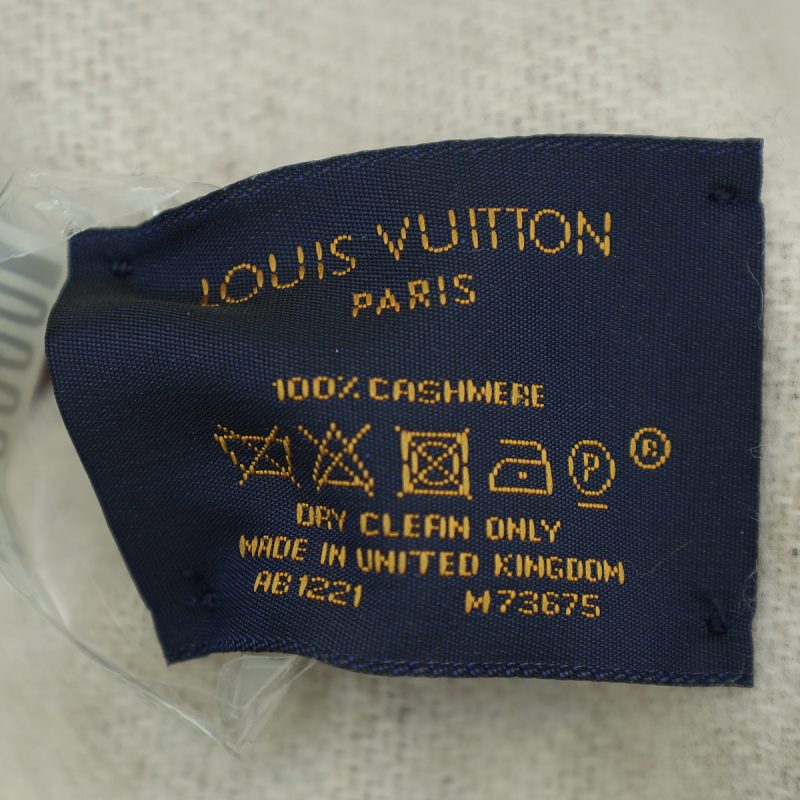 LOUIS VUITTON
PARIS
100% CASHMERE
P ®
DRY CLEAN ONLY
MADE IN UNITED KINGDOM
AB1221 M73675